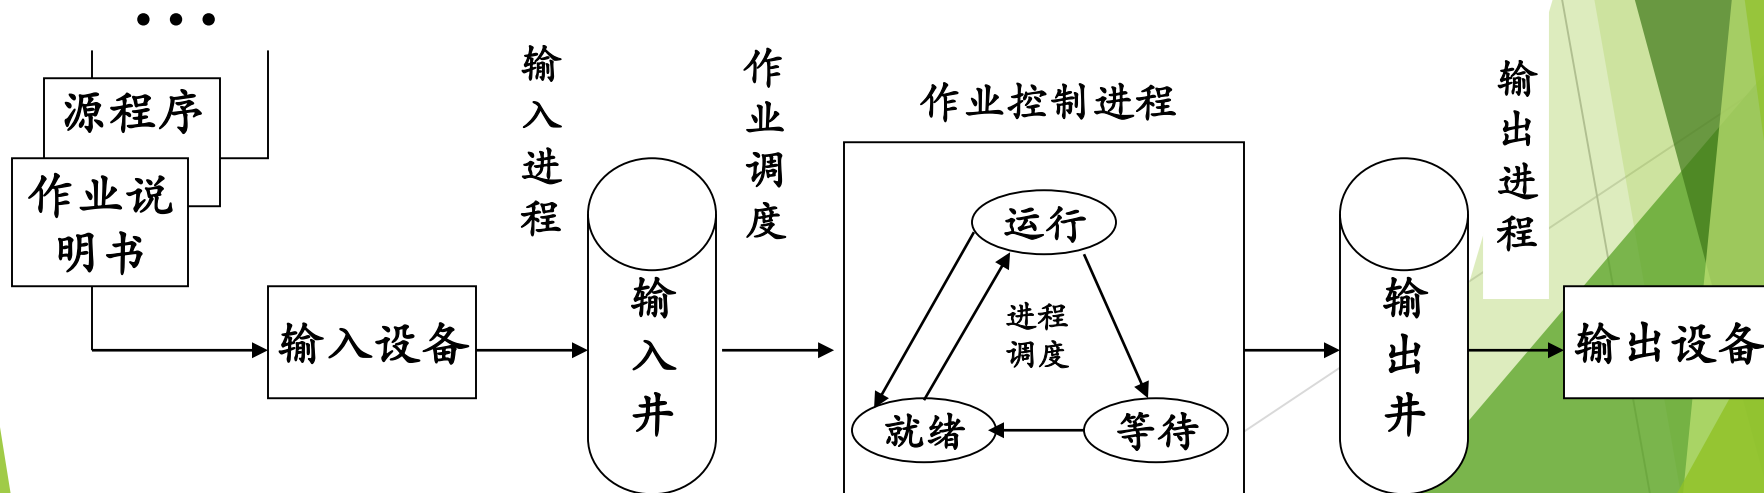 • • •
源程序
作业说
明书
输入设备
输入进程
输入井
作业调度
作业控制进程
运行
进程
调度
就绪
等待
输出井
输出进程
输出设备